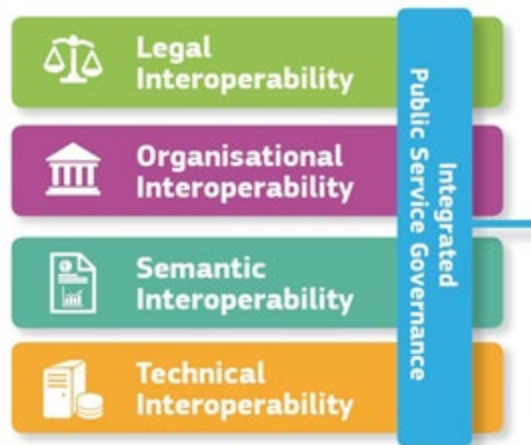 Legal
Interoperability
Organisational
Interoperability
Semantic
Interoperability
Technical
Interoperability
Integrated
Public Service Governance